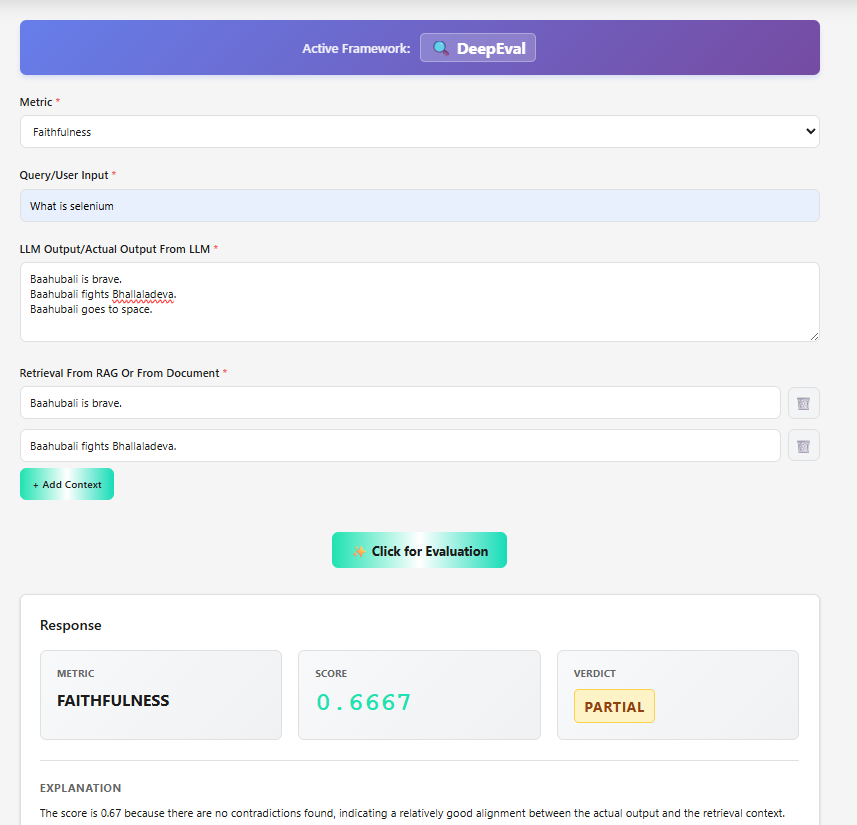 Active Framework: 🔍 DeepEval
Metric *
Faithfulness
Query/User Input *
What is selenium
LLM Output/Actual Output From LLM *
Baahubali is brave.
Baahubali fights Bhallaladeva.
Baahubali goes to space.
Retrieval From RAG Or From Document *
Baahubali is brave.
Baahubali fights Bhallaladeva.
+ Add Context
✨ Click for Evaluation
Response
METRIC
FAITHFULNESS
SCORE
0.6667
VERDICT
PARTIAL
EXPLANATION
The score is 0.67 because there are no contradictions found, indicating a relatively good alignment between the actual output and the retrieval context.